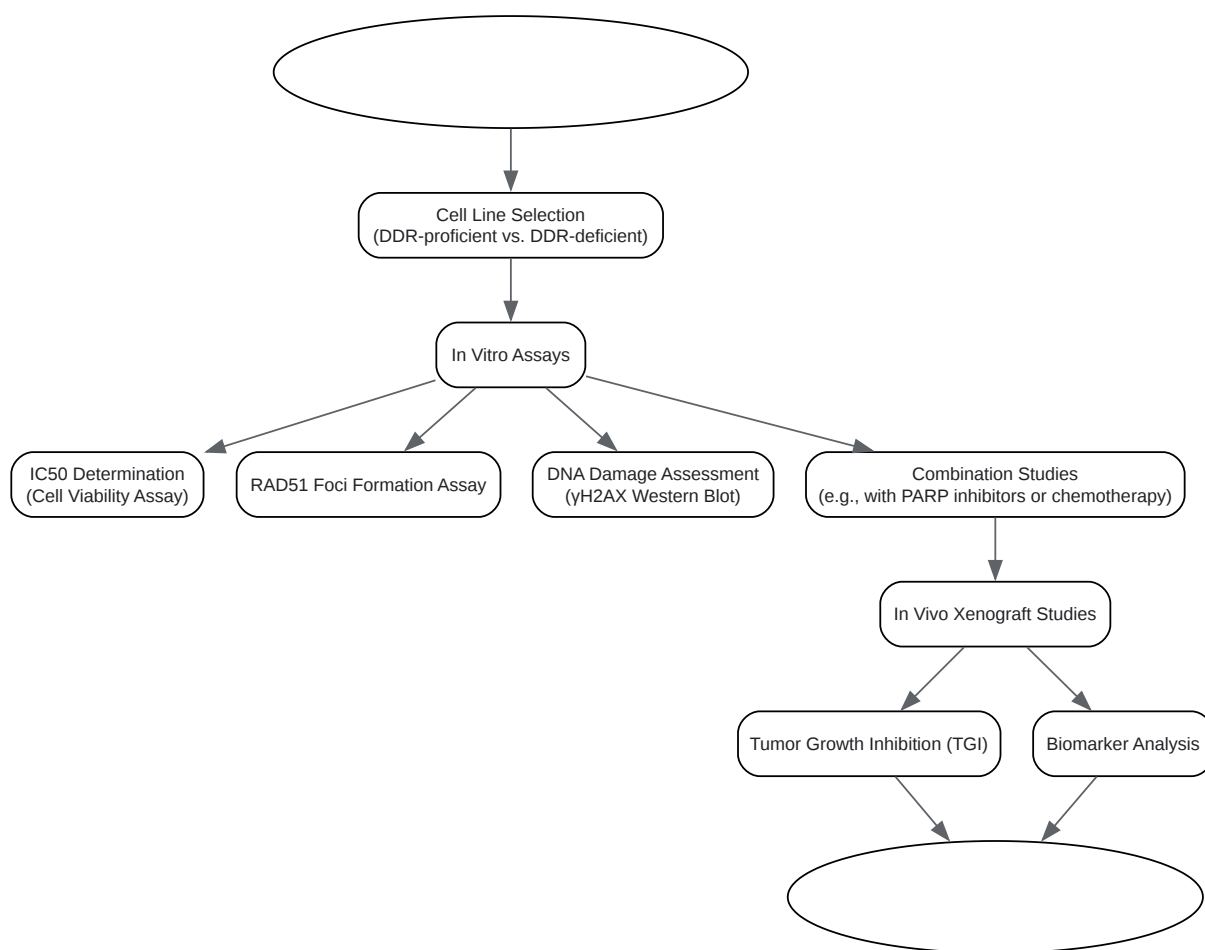 Cell Line Selection
(DDR-proficient vs. DDR-deficient)
In Vitro Assays
IC50 Determination
(Cell Viability Assay)
RAD51 Foci Formation Assay
DNA Damage Assessment
(γH2AX Western Blot)
Combination Studies
(e.g., with PARP inhibitors or chemotherapy)
In Vivo Xenograft Studies
Tumor Growth Inhibition (TGI)
Biomarker Analysis